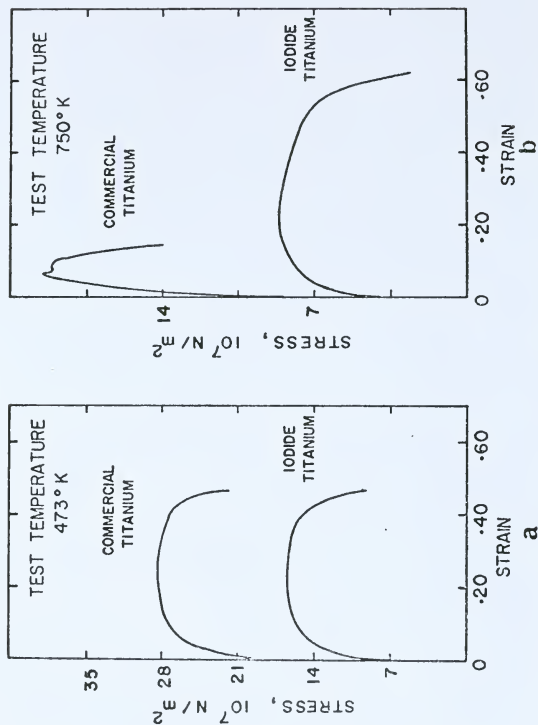 TEST TEMPERATURE
473°K
COMMERCIAL
TITANIUM
IODIDE
TITANIUM
STRESS, 10⁷ N/m²
35
28
21
14
7
0
·20
·40
·60
STRAIN
a
TEST TEMPERATURE
750°K
COMMERCIAL
TITANIUM
IODIDE
TITANIUM
STRESS, 10⁷ N/m²
14
7
0
·20
·40
·60
STRAIN
b